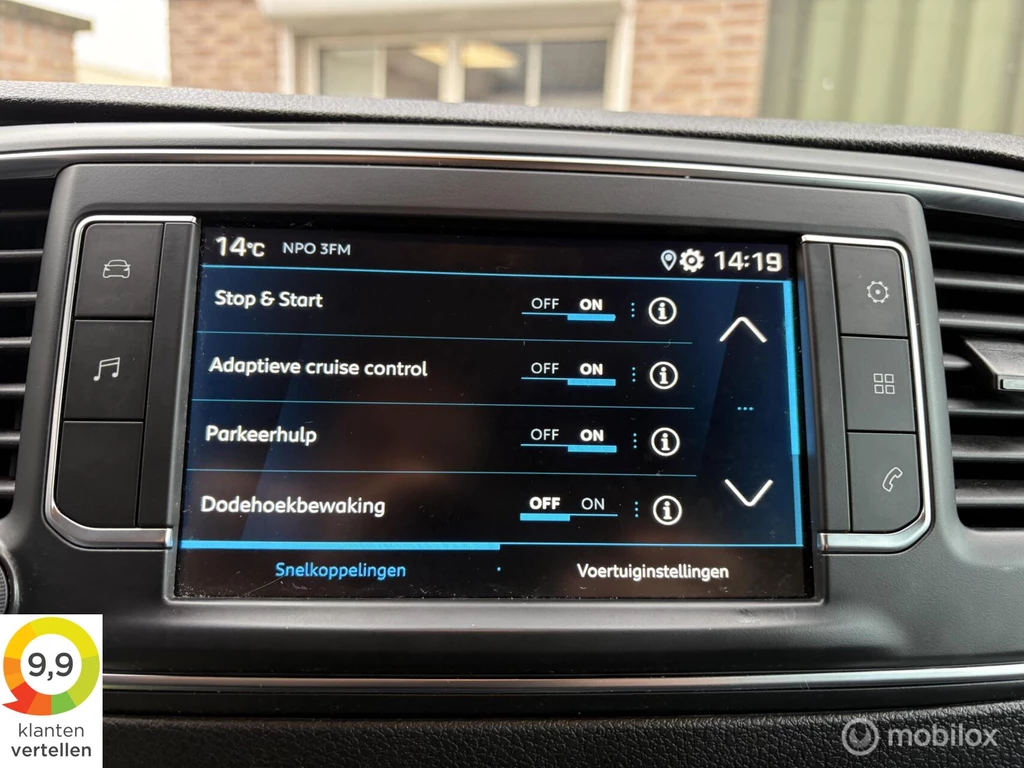 14°C NPO 3FM 14:19
Stop & Start OFF ON i
Adaptieve cruise control OFF ON i
Parkeerhulp OFF ON i
Dodehoekbewaking OFF ON i
Snelkoppelingen Voertuiginstellingen
9,9
klanten
vertellen
mobilox